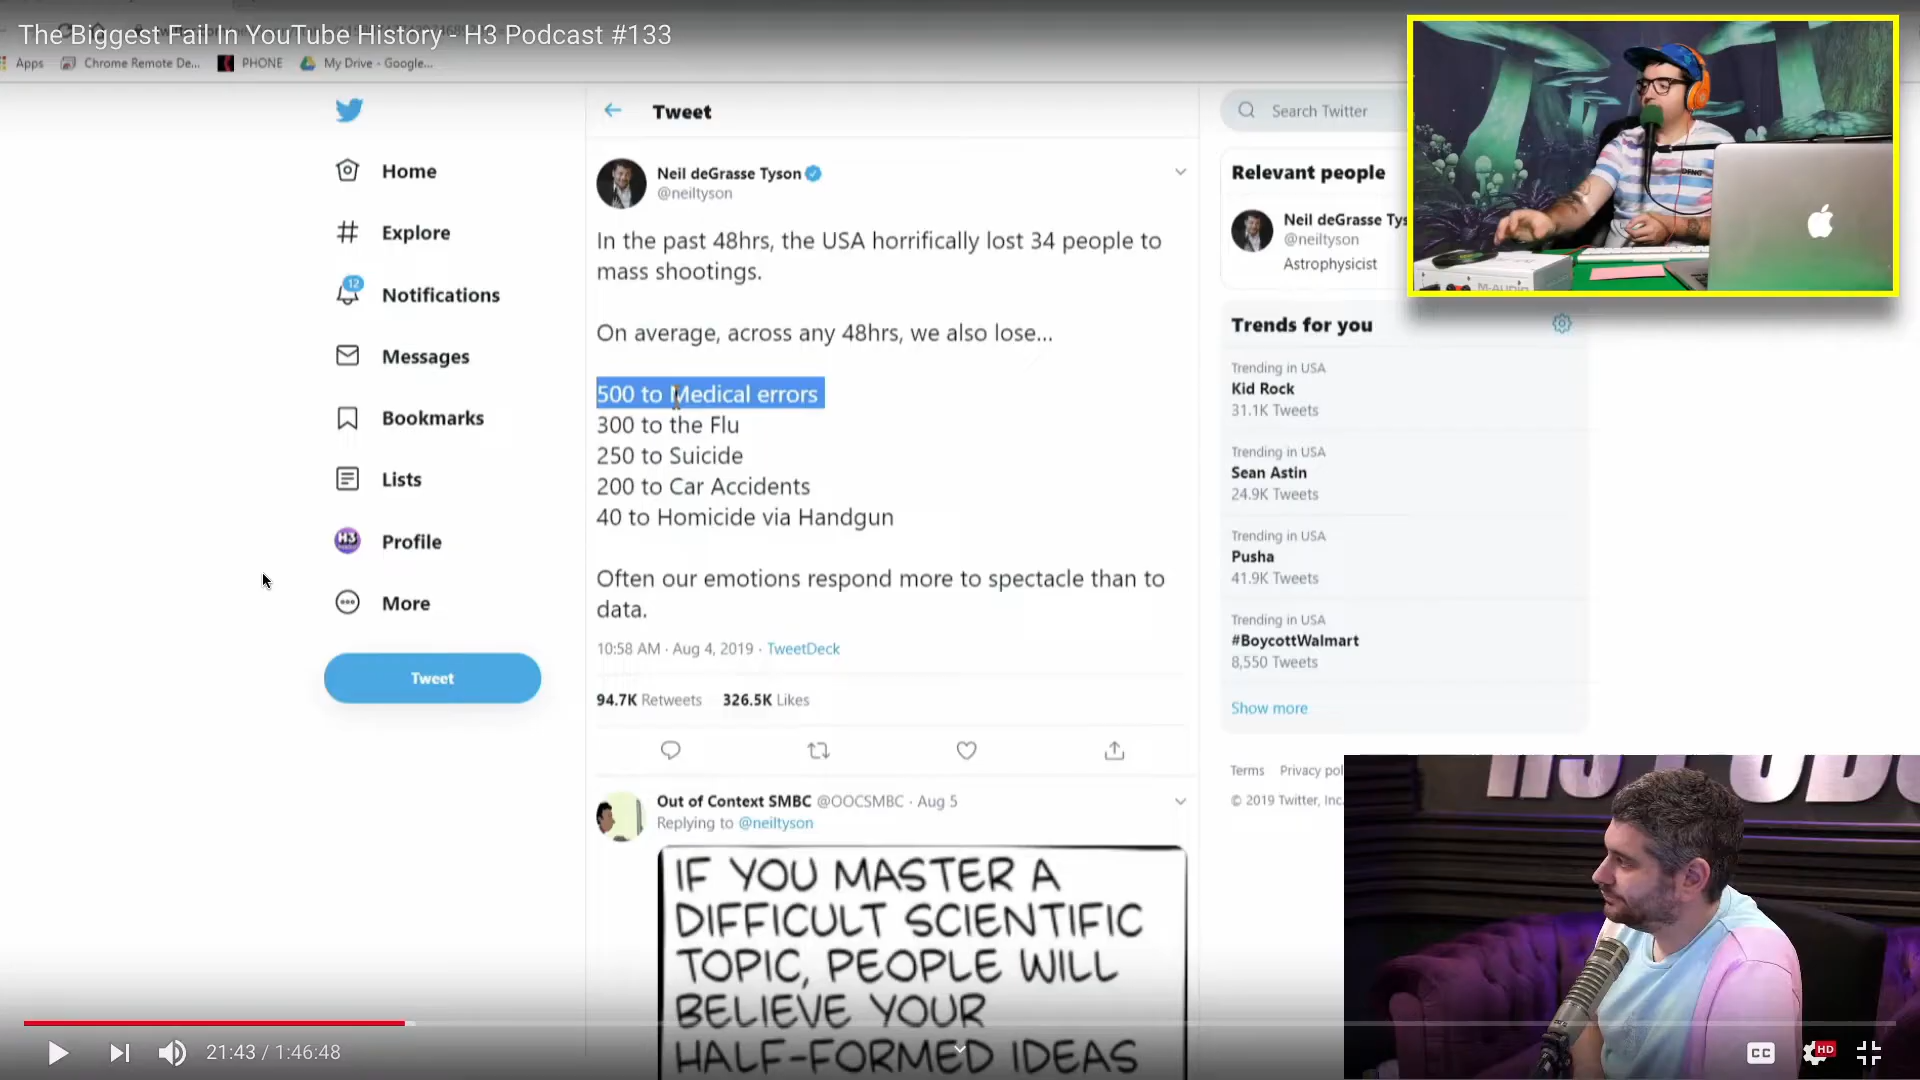 The Biggest Fail In YouTube History - H3 Podcast #133
Apps
Chrome Remote De...
PHONE
My Drive - Google...
Tweet
Search Twitter
Home
Explore
12
Notifications
Messages
Bookmarks
Lists
H3
Profile
More
Tweet
Neil deGrasse Tyson
@neiltyson
In the past 48hrs, the USA horrifically lost 34 people to
mass shootings.
On average, across any 48hrs, we also lose...
500 to Medical errors
300 to the Flu
250 to Suicide
200 to Car Accidents
40 to Homicide via Handgun
Often our emotions respond more to spectacle than to
data.
10:58 AM · Aug 4, 2019 · TweetDeck
94.7K Retweets 326.5K Likes
Out of Context SMBC @OOCSMBC · Aug 5
Replying to @neiltyson
IF YOU MASTER A
DIFFICULT SCIENTIFIC
TOPIC, PEOPLE WILL
BELIEVE YOUR
HALF-FORMED IDEAS
Relevant people
Neil deGrasse Tys
@neiltyson
Astrophysicist
Trends for you
Trending in USA
Kid Rock
31.1K Tweets
Trending in USA
Sean Astin
24.9K Tweets
Trending in USA
Pusha
41.9K Tweets
Trending in USA
#BoycottWalmart
8,550 Tweets
Show more
Terms Privacy pol
© 2019 Twitter, Inc.
M-AUDIO
H3 PODC
21:43 / 1:46:48
CC
HD